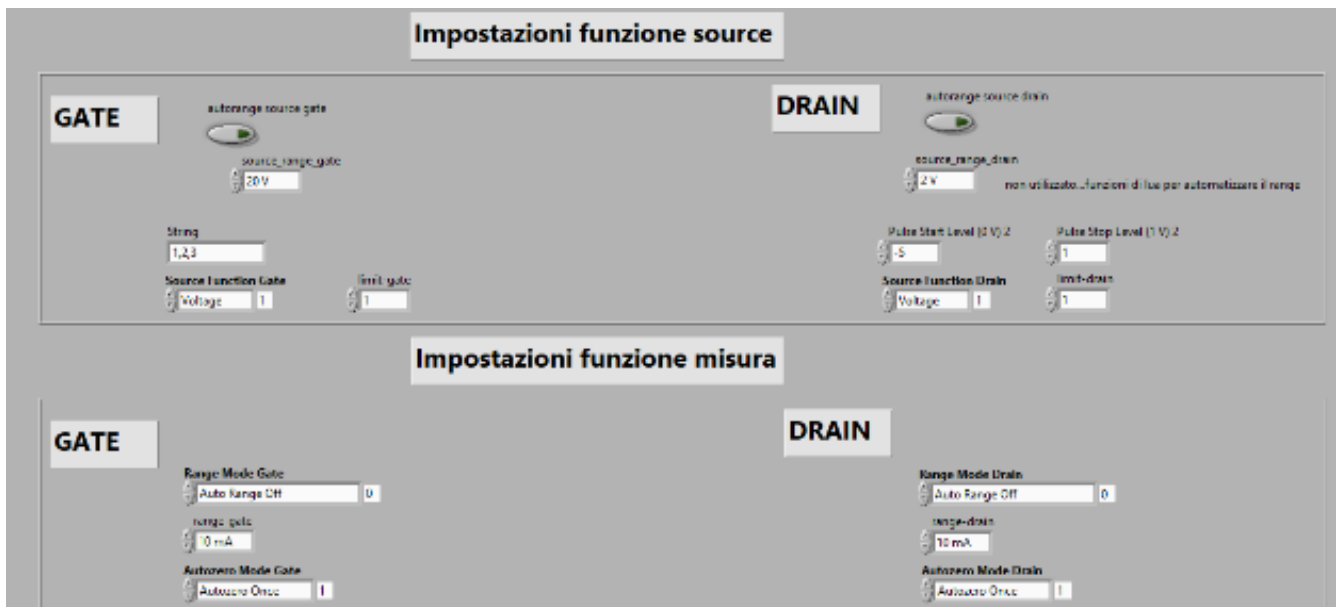 Impostazioni funzione source
GATE
autorange source gate
source_range_gate
20 V
String
1,2,3
Source Function Gate
Voltage 1
limit-gate
1
DRAIN
autorange source drain
source_range_drain
2 V
non utilizzato...funzioni di lua per automatizzare il range
Pulse Start Level (0 V) 2
-5
Pulse Stop Level (1 V) 2
1
Source Function Drain
Voltage 1
limit-drain
1
Impostazioni funzione misura
GATE
Range Mode Gate
Auto Range Off 0
range-gate
10 mA
Autozero Mode Gate
Autozero Once 1
DRAIN
Range Mode Drain
Auto Range Off 0
range-drain
10 mA
Autozero Mode Drain
Autozero Once 1